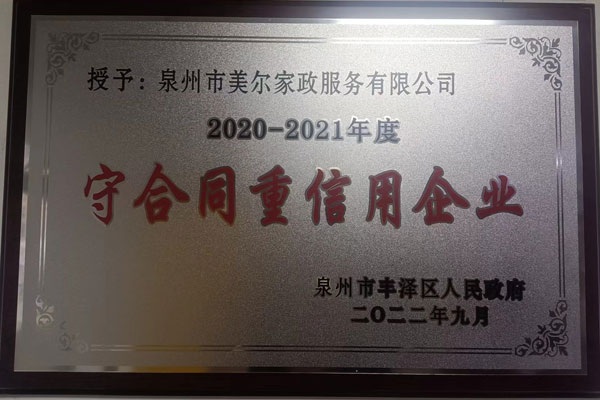 授予：泉州市美尔家政服务有限公司
2020-2021年度
守合同重信用企业
泉州市丰泽区人民政府
二〇二二年九月